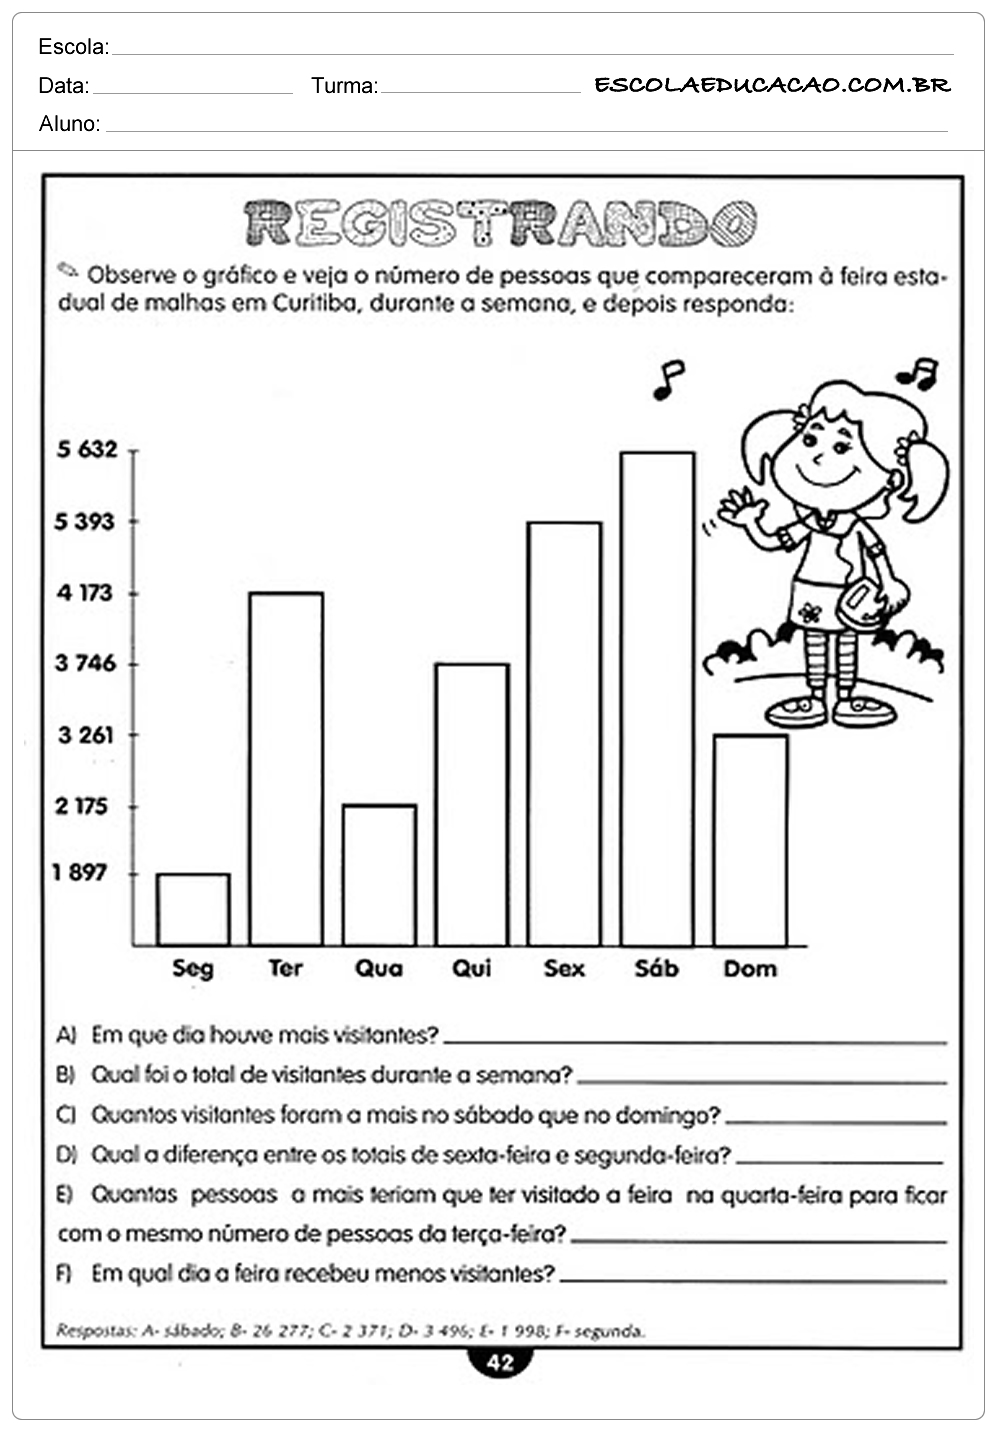 Escola:
Data: Turma: ESCOLAEDUCACAO.COM.BR
Aluno:
REGISTRANDO
Observe o gráfico e veja o número de pessoas que compareceram à feira esta-
dual de malhas em Curitiba, durante a semana, e depois responda:
5 632
5 393
4 173
3 746
3 261
2 175
1 897
Seg Ter Qua Qui Sex Sáb Dom
A) Em que dia houve mais visitantes?
B) Qual foi o total de visitantes durante a semana?
C) Quantos visitantes foram a mais no sábado que no domingo?
D) Qual a diferença entre os totais de sexta-feira e segunda-feira?
E) Quantas pessoas a mais teriam que ter visitado a feira na quarta-feira para ficar
com o mesmo número de pessoas da terça-feira?
F) Em qual dia a feira recebeu menos visitantes?
Respostas: A- sábado; B- 26 277; C- 2 371; D- 3 496; E- 1 998; F- segunda.
42